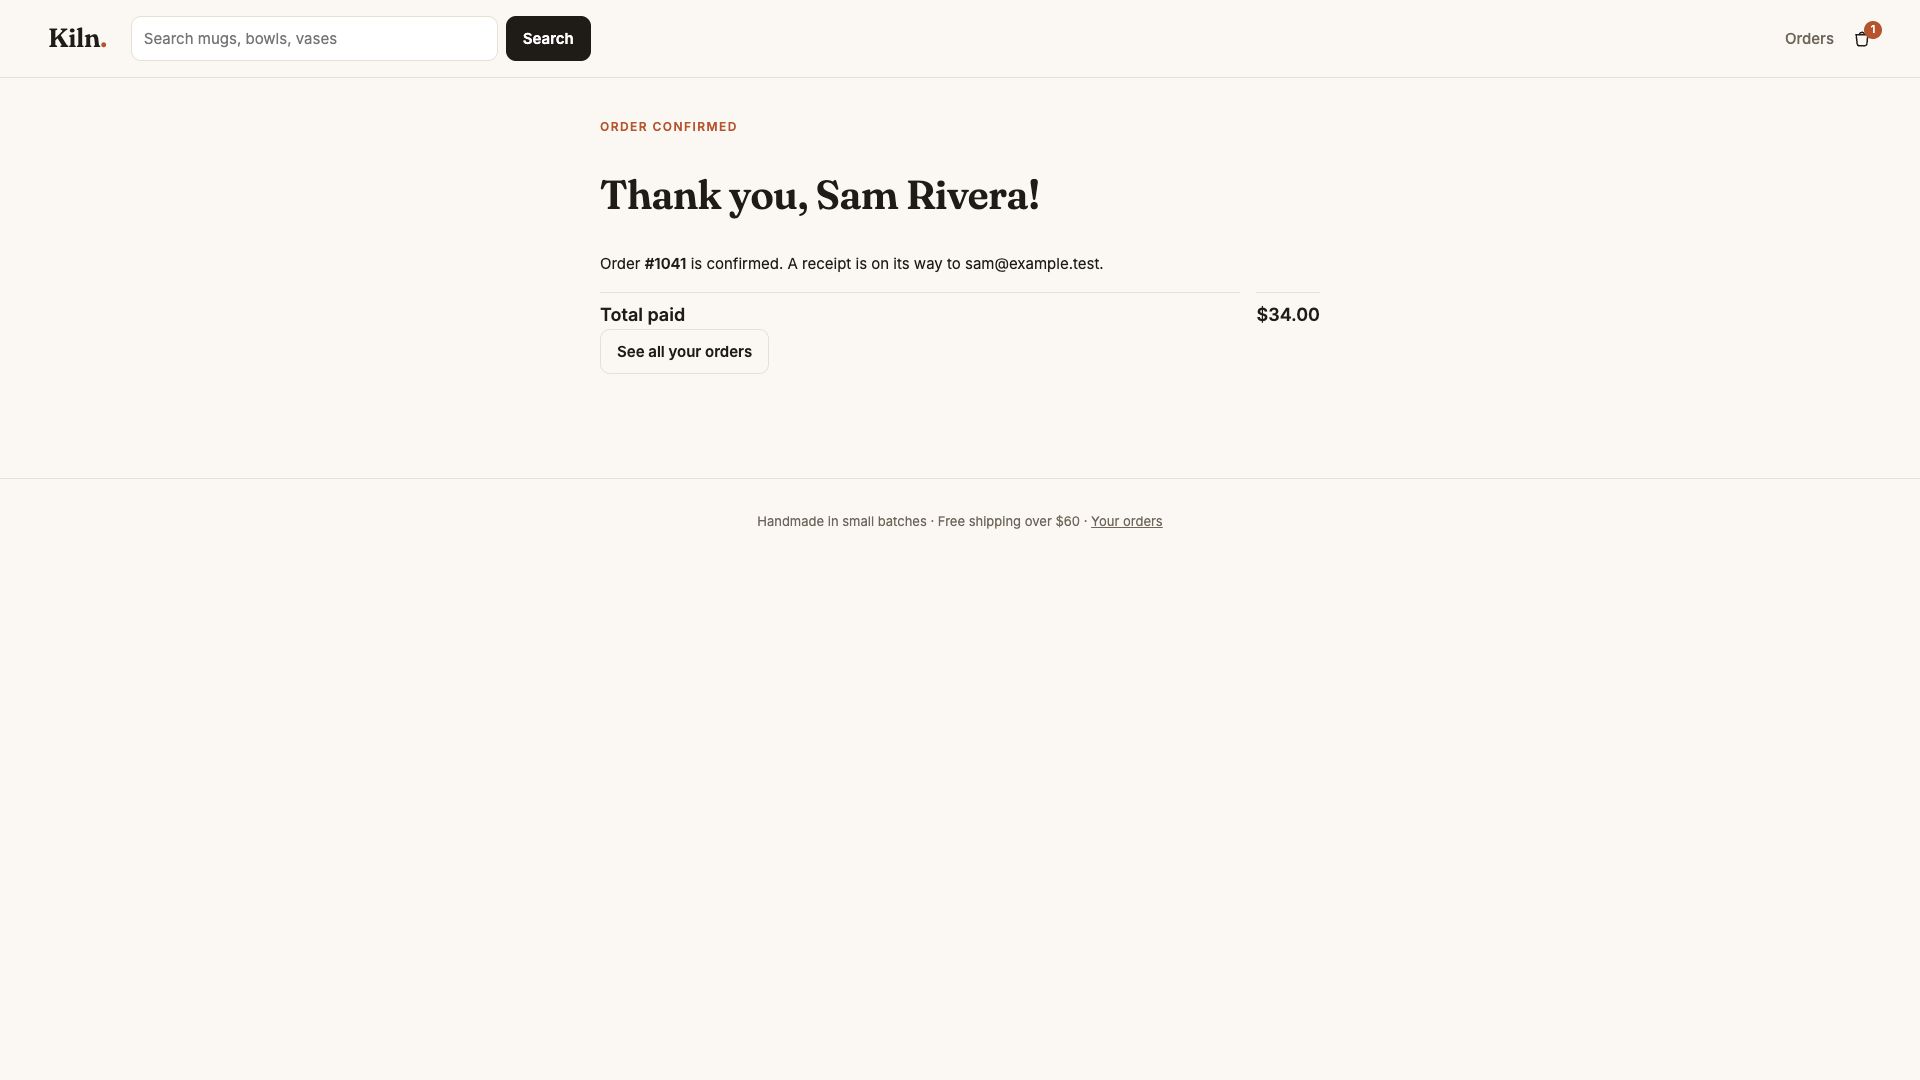 Kiln.
Search mugs, bowls, vases
Search
Orders
1
ORDER CONFIRMED
Thank you, Sam Rivera!
Order #1041 is confirmed. A receipt is on its way to sam@example.test.
Total paid $34.00
See all your orders
Handmade in small batches · Free shipping over $60 · Your orders